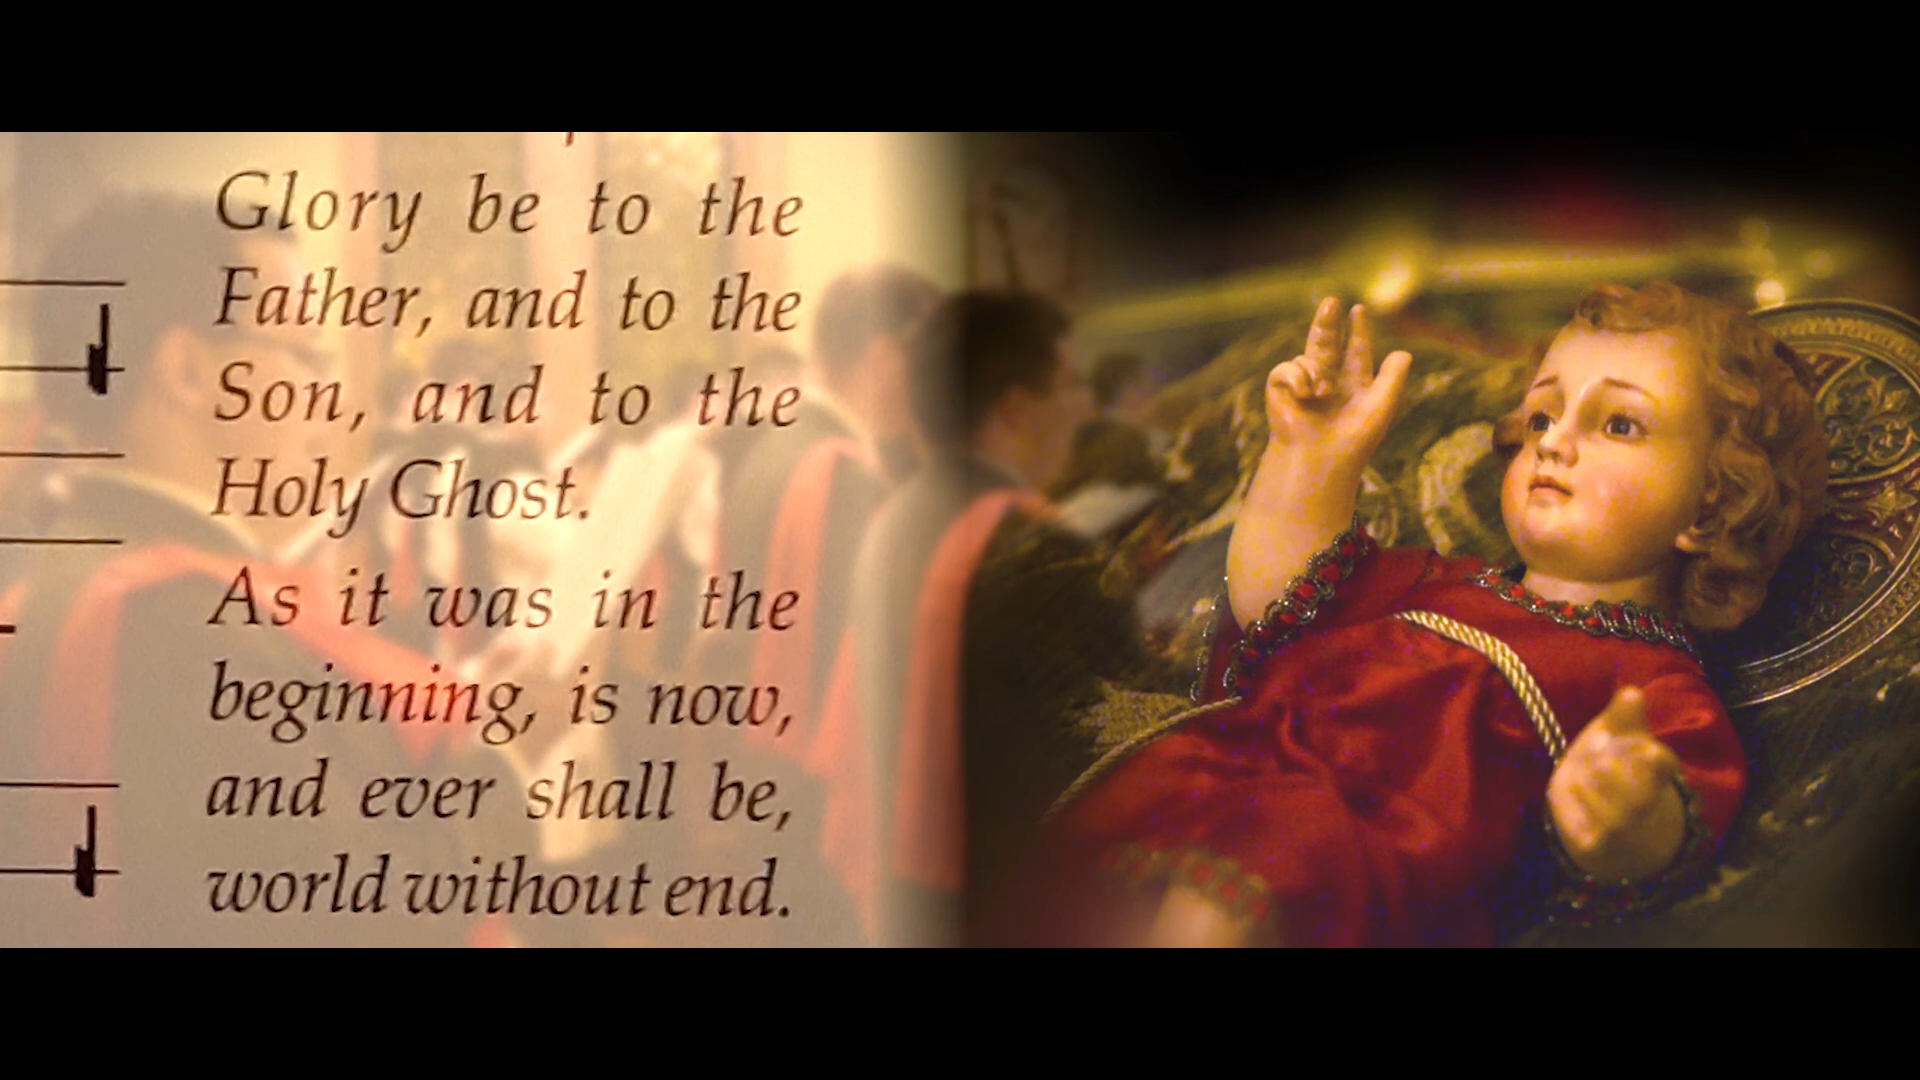 Glory be to the
Father, and to the
Son, and to the
Holy Ghost.
As it was in the
beginning, is now,
and ever shall be,
world without end.